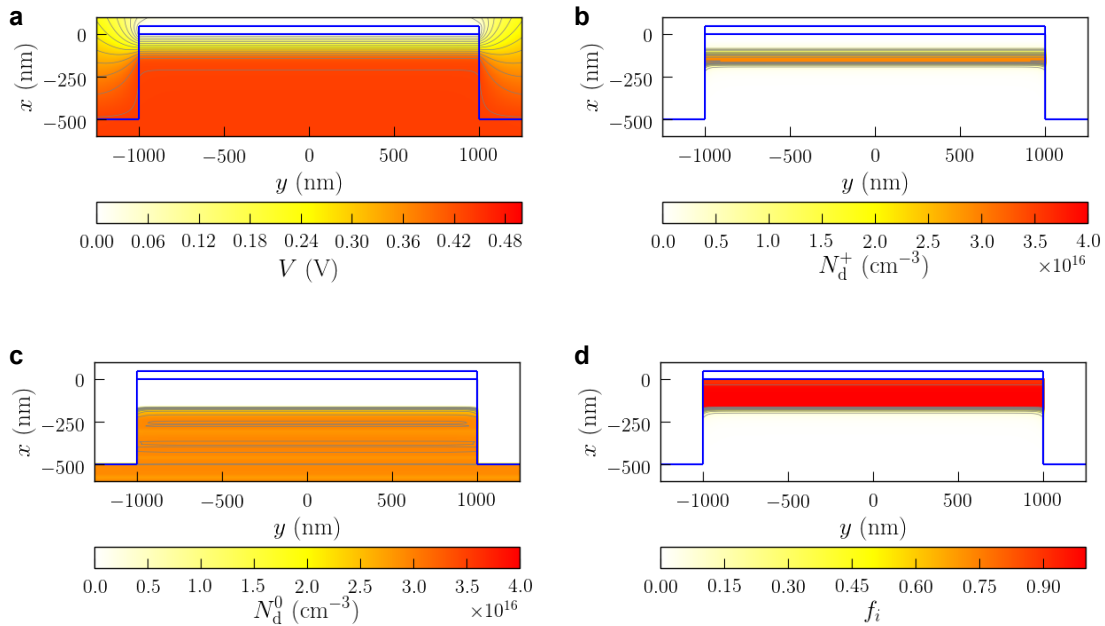 a
x (nm)
0
−250
−500
−1000 −500 0 500 1000
y (nm)
0.00 0.06 0.12 0.18 0.24 0.30 0.36 0.42 0.48
V (V)
b
x (nm)
0
−250
−500
−1000 −500 0 500 1000
y (nm)
0.0 0.5 1.0 1.5 2.0 2.5 3.0 3.5 4.0
N_d^+ (cm⁻³) ×10¹⁶
c
x (nm)
0
−250
−500
−1000 −500 0 500 1000
y (nm)
0.0 0.5 1.0 1.5 2.0 2.5 3.0 3.5 4.0
N_d^0 (cm⁻³) ×10¹⁶
d
x (nm)
0
−250
−500
−1000 −500 0 500 1000
y (nm)
0.00 0.15 0.30 0.45 0.60 0.75 0.90
f_i